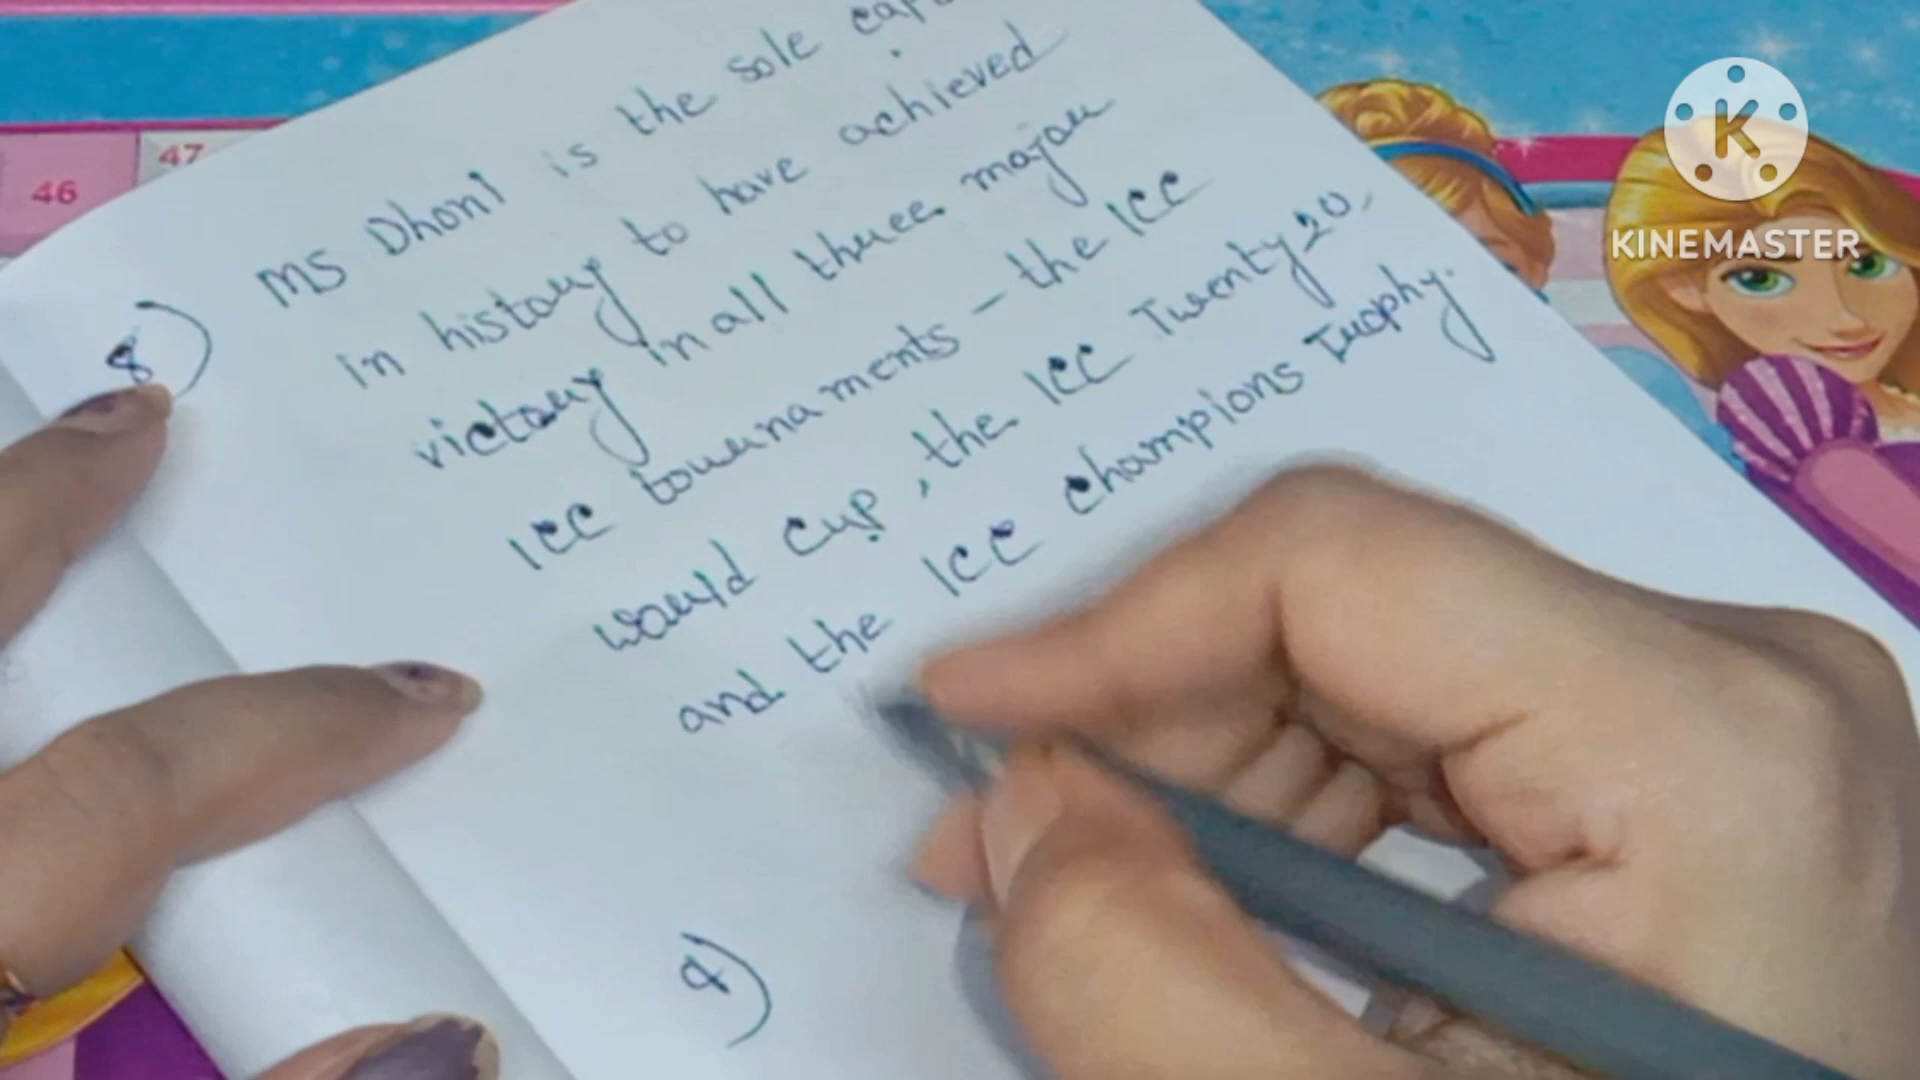 46
47
8) MS Dhoni is the sole
in history to have achieved
victory in all three major
ICC tournaments - the ICC
World Cup, the ICC Twenty20,
and the ICC Champions Trophy.
9)
K
KINEMASTER